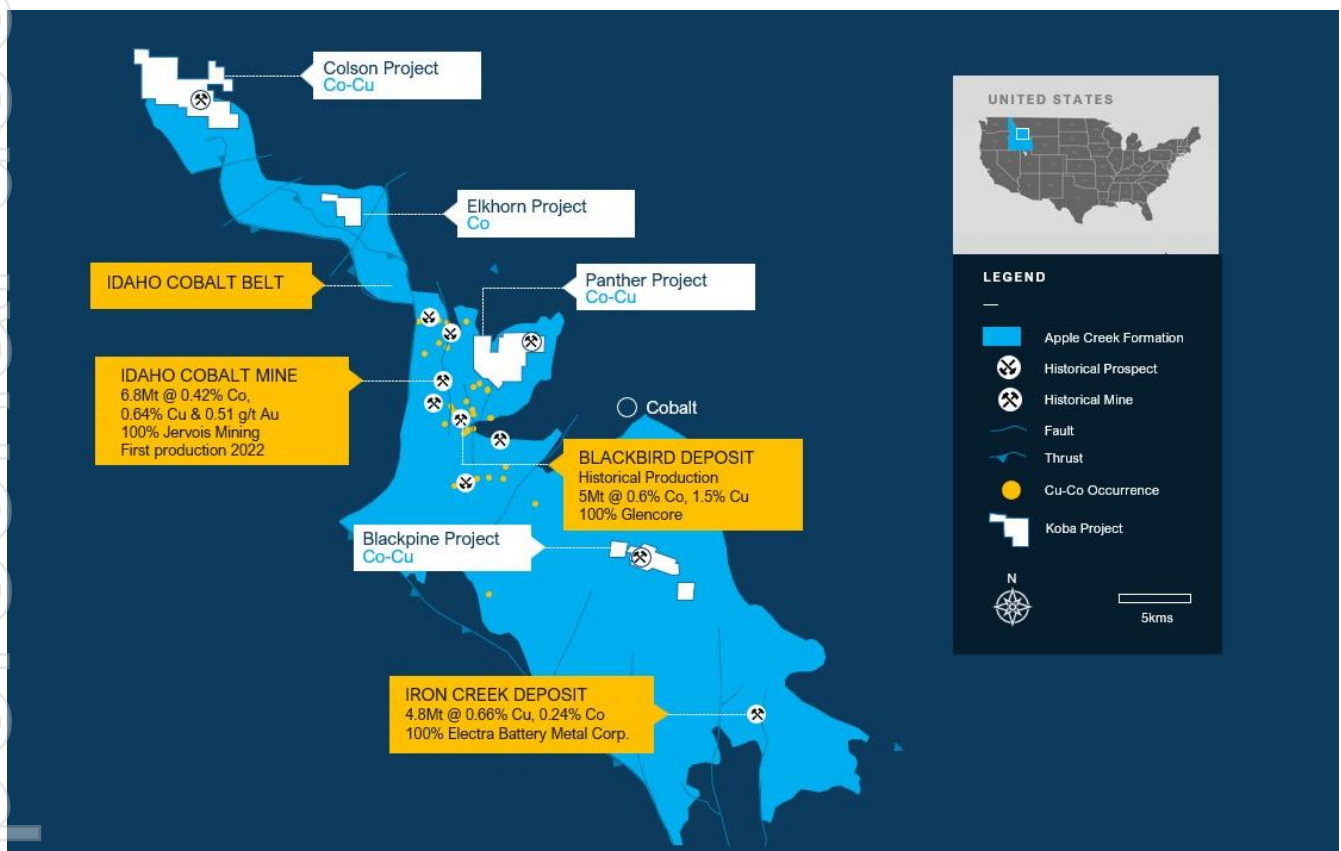 Colson Project
Co-Cu
Elkhorn Project
Co
IDAHO COBALT BELT
Panther Project
Co-Cu
IDAHO COBALT MINE
6.8Mt @ 0.42% Co,
0.64% Cu & 0.51 g/t Au
100% Jervois Mining
First production 2022
Cobalt
BLACKBIRD DEPOSIT
Historical Production
5Mt @ 0.6% Co, 1.5% Cu
100% Glencore
Blackpine Project
Co-Cu
IRON CREEK DEPOSIT
4.8Mt @ 0.66% Cu, 0.24% Co
100% Electra Battery Metal Corp.
UNITED STATES
LEGEND
Apple Creek Formation
Historical Prospect
Historical Mine
Fault
Thrust
Cu-Co Occurrence
Koba Project
N
5kms